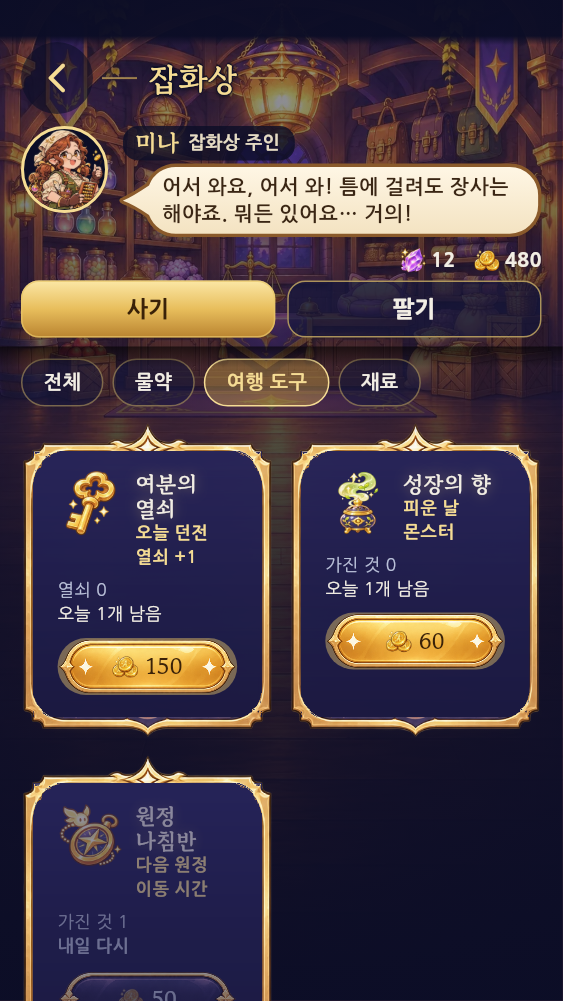 잡화상
미나 잡화상 주인
어서 와요, 어서 와! 틈에 걸려도 장사는
해야죠. 뭐든 있어요… 거의!
12 480
사기 팔기
전체 물약 여행 도구 재료
여분의
열쇠
오늘 던전
열쇠 +1
열쇠 0
오늘 1개 남음
150
성장의 향
피운 날
몬스터
가진 것 0
오늘 1개 남음
60
원정
나침반
다음 원정
이동 시간
가진 것 1
내일 다시
50